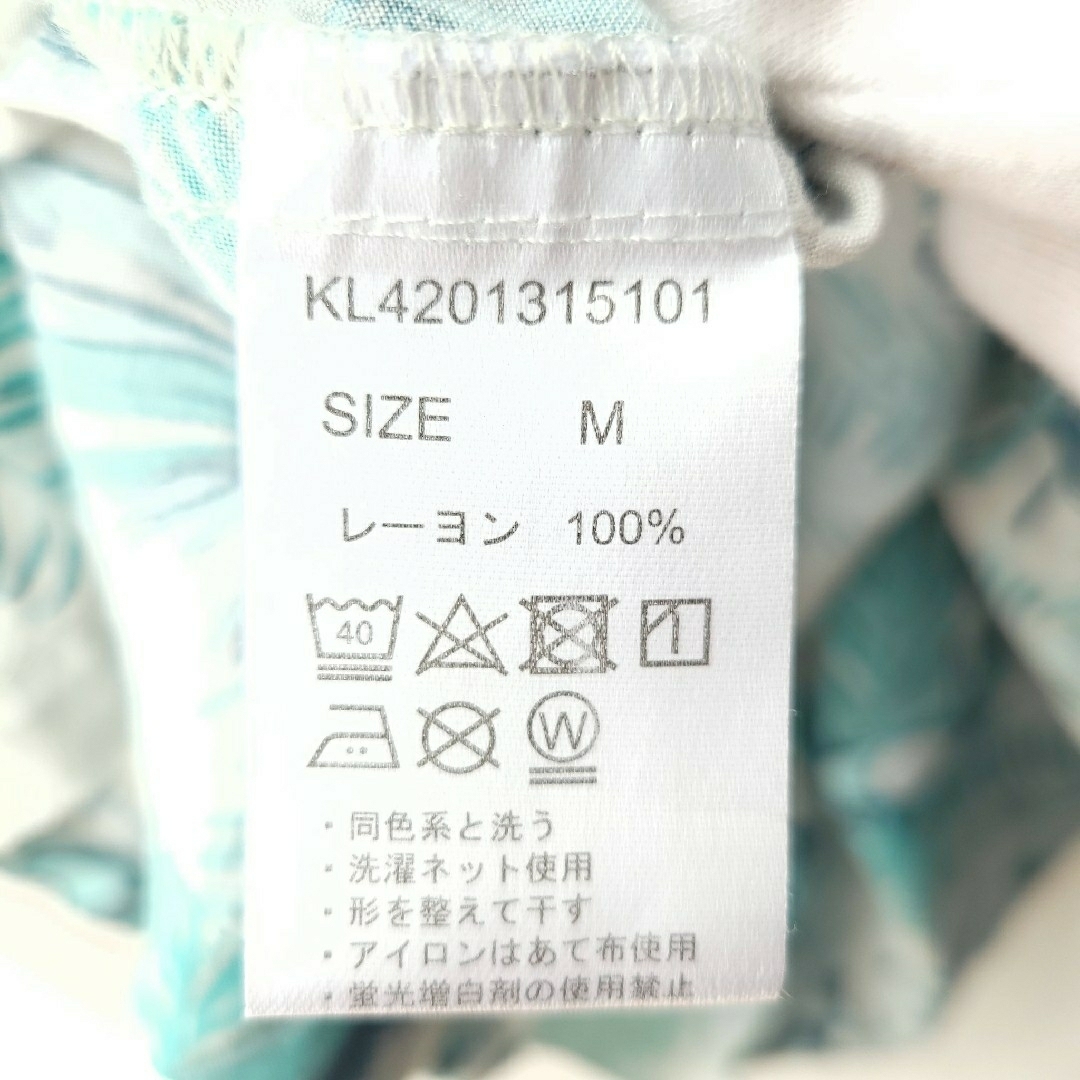 KL4201315101
SIZE M
レーヨン 100%
40
W
・同色系と洗う
・洗濯ネット使用
・形を整えて干す
・アイロンはあて布使用
・蛍光増白剤の使用禁止